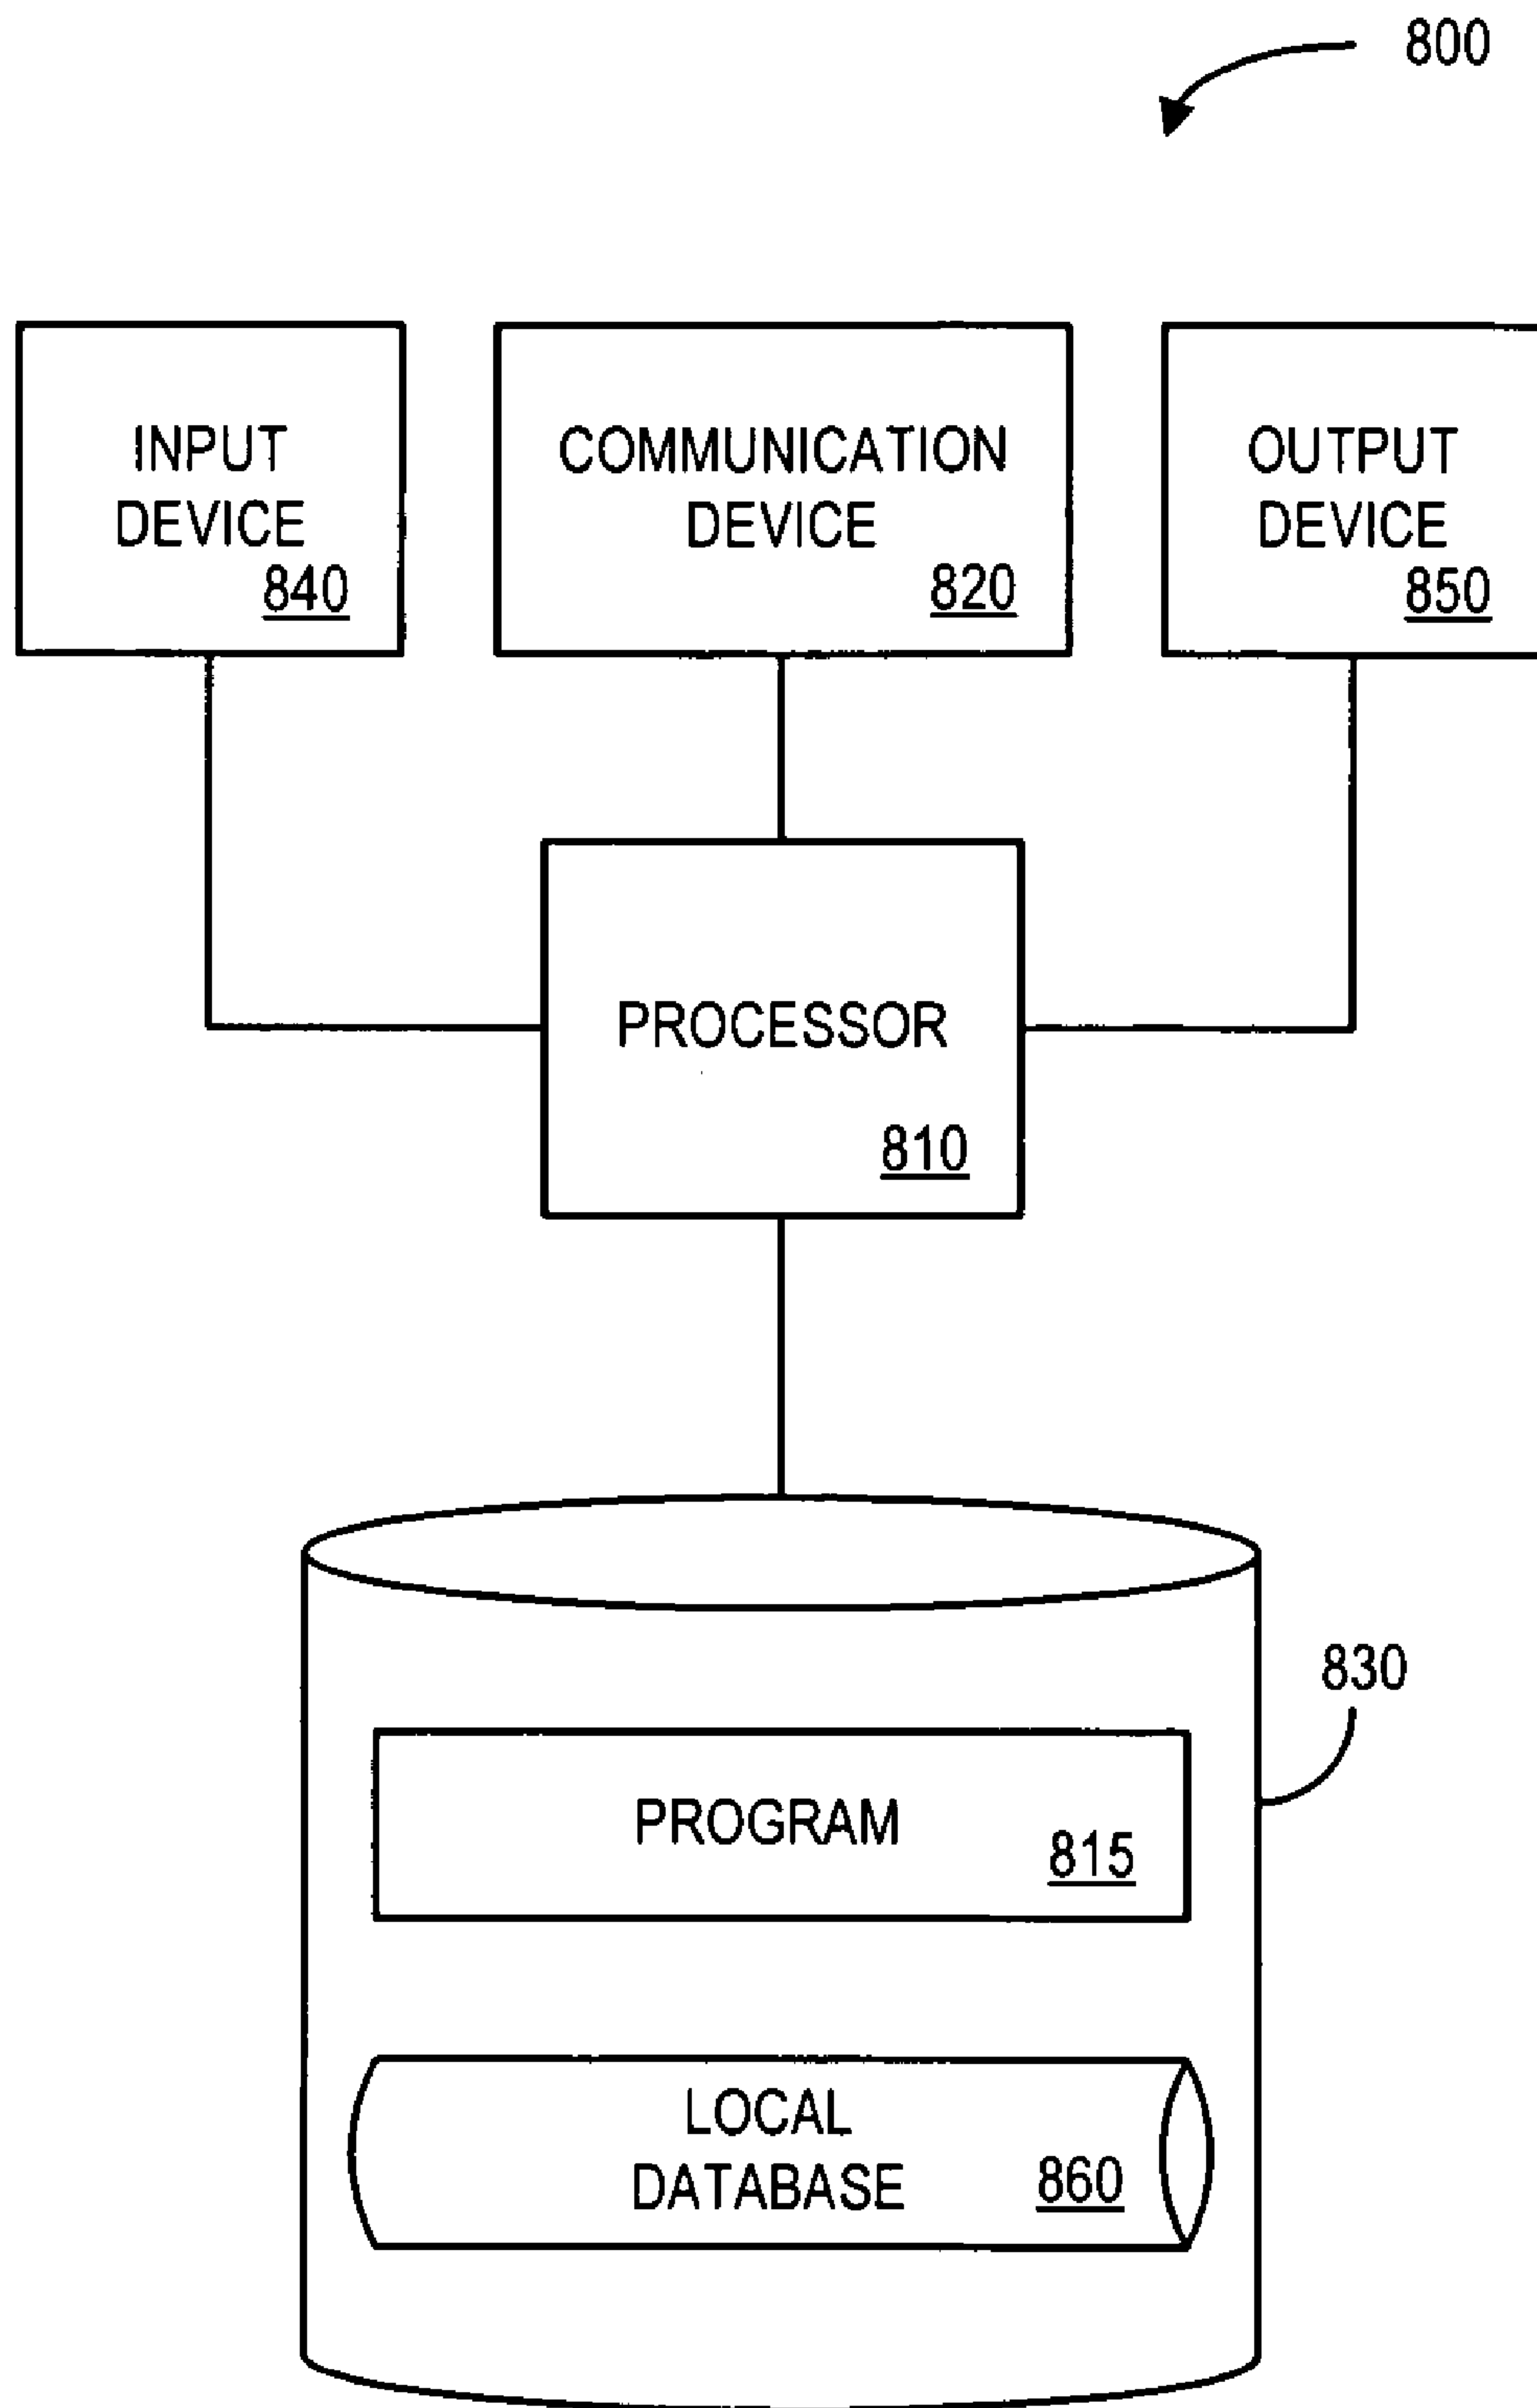 800
INPUT
DEVICE
840
COMMUNICATION
DEVICE
820
OUTPUT
DEVICE
850
PROCESSOR
810
830
PROGRAM
815
LOCAL
DATABASE
860